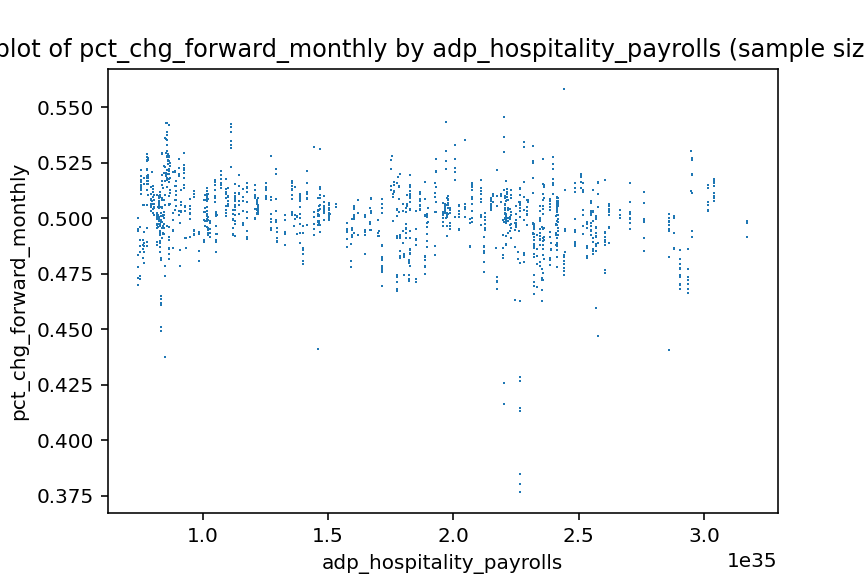 plot of pct_chg_forward_monthly by adp_hospitality_payrolls (sample siz
pct_chg_forward_monthly
0.550
0.525
0.500
0.475
0.450
0.425
0.400
0.375
1.0 1.5 2.0 2.5 3.0
1e35
adp_hospitality_payrolls